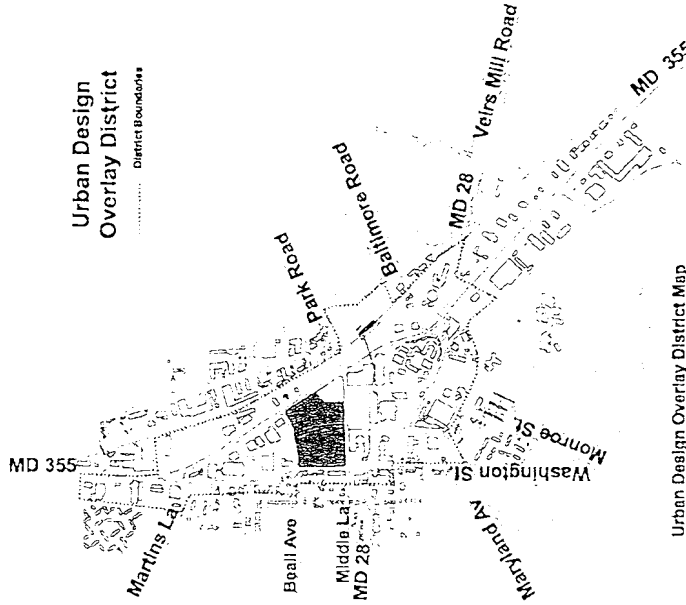 Urban Design
Overlay District
District Boundaries
Veirs Mill Road
MD 355
Baltimore Road
MD 28
Park Road
MD 355
Martins La
Beall Ave
Middle La
MD 28
Washington St.
Monroe St.
Maryland Av
Urban Design Overlay District Map